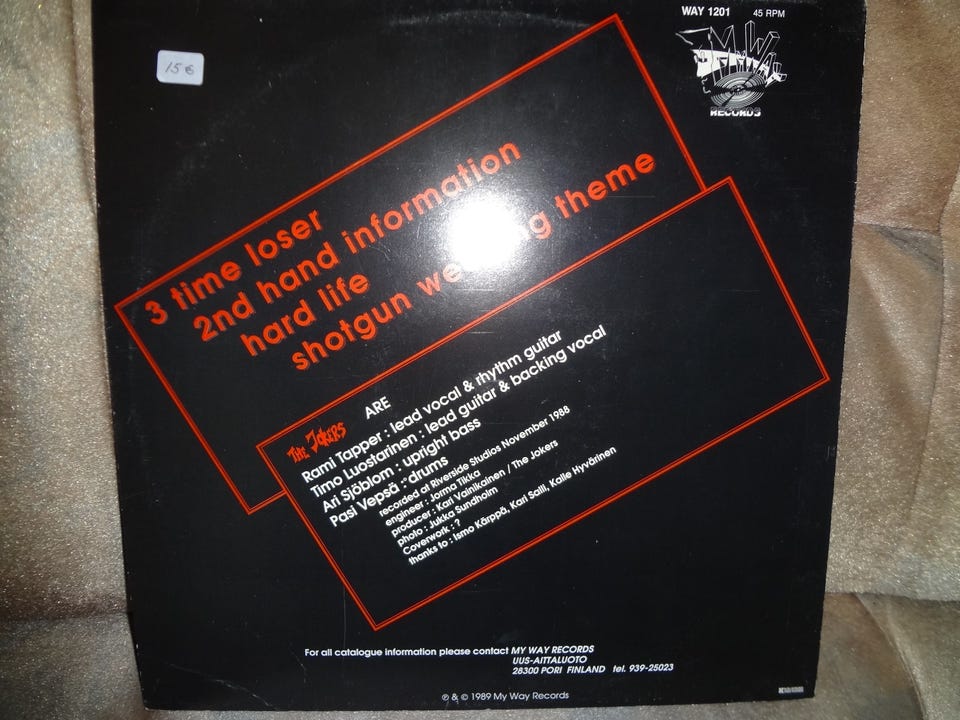 WAY 1201 45 RPM
MY WAY
RECORDS
15€
3 time loser
2nd hand information
hard life
shotgun theme
THE JOKERS ARE
Rami Tapper : lead vocal & rhythm guitar
Timo Luostarinen : lead guitar & backing vocal
Ari Sjöblom : upright bass
Pasi Vepsä : drums
recorded at Riverside Studios November 1988
engineer : Jorma Tikka
producer : Kari Vainikainen / The Jokers
photo : Jukka Sundholm
Coverwork : ?
thanks to : Ismo Kärppä, Kari Salli, Kalle Hyvärinen
For all catalogue information please contact MY WAY RECORDS
UUS-AITTALUOTO
28300 PORI FINLAND tel. 939-25023
℗ & © 1989 My Way Records